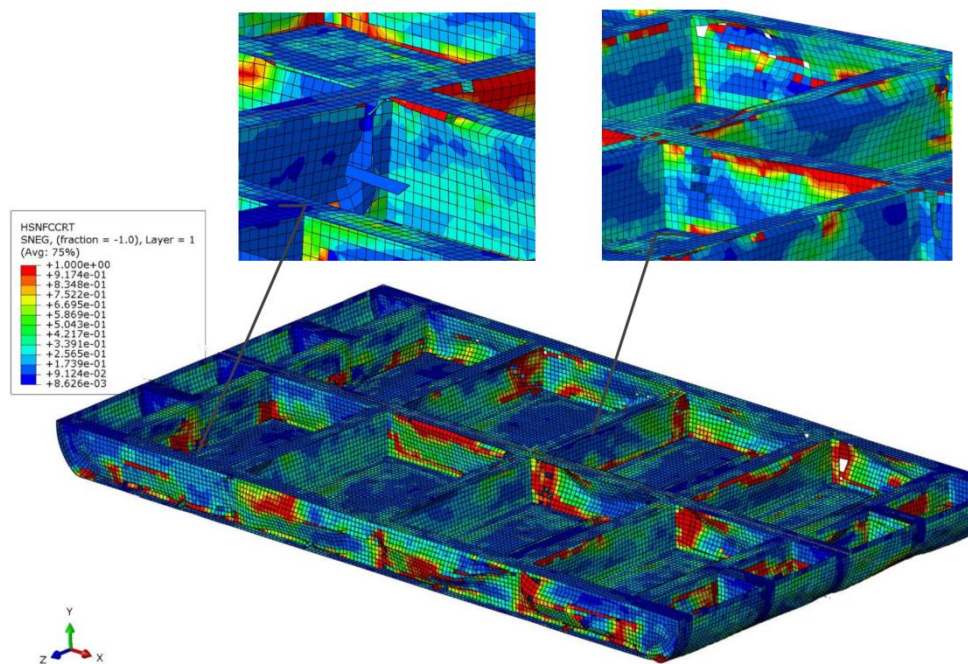 HSNFCCRT
SNEG, (fraction = -1.0), Layer = 1
(Avg: 75%)
+1.000e+00
+9.174e-01
+8.348e-01
+7.522e-01
+6.695e-01
+5.869e-01
+5.043e-01
+4.217e-01
+3.391e-01
+2.565e-01
+1.739e-01
+9.124e-02
+8.626e-03
Y
Z
X